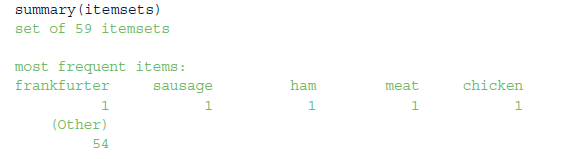 summary(itemsets)
set of 59 itemsets
most frequent items:
frankfurter sausage ham meat chicken
1 1 1 1 1
(Other)
54